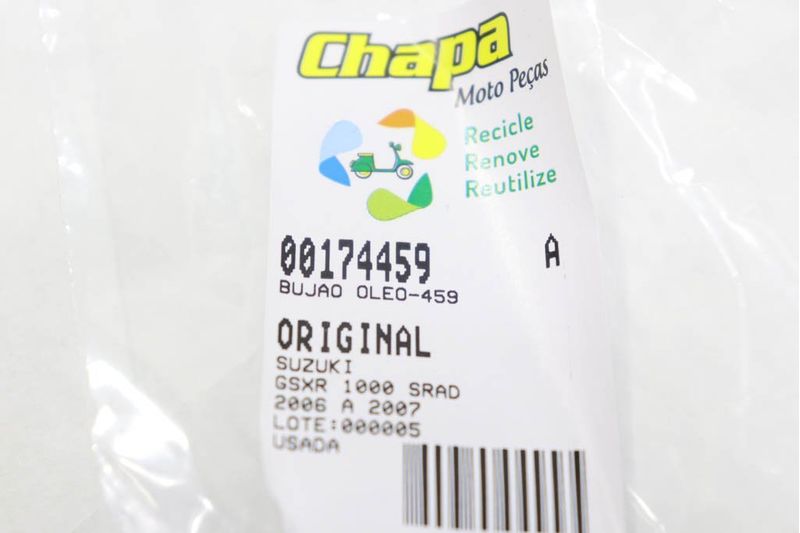 Chapa
Moto Peças
Recicle
Renove
Reutilize
00174459 A
BUJAO OLEO-459
ORIGINAL
SUZUKI
GSXR 1000 SRAD
2006 A 2007
LOTE:000005
USADA